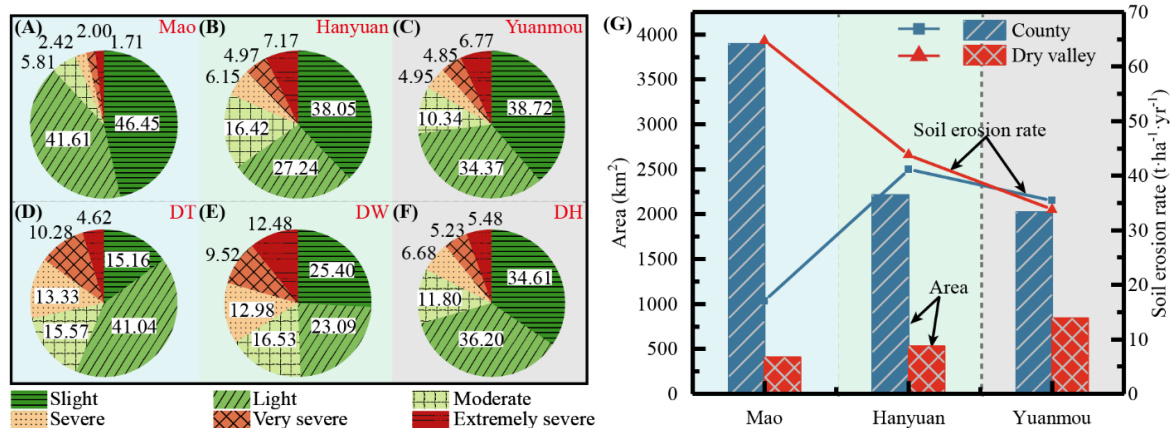 (A) Mao
2.42 2.00 1.71
5.81
41.61 46.45
(B) Hanyuan
4.97 7.17
6.15
38.05
16.42
27.24
(C) Yuanmou
4.85 6.77
4.95
38.72
10.34
34.37
(D) DT
4.62
10.28
15.16
13.33
41.04
15.57
(E) DW
12.48
9.52
25.40
12.98
23.09
16.53
(F) DH
5.23 5.48
6.68
34.61
11.80
36.20
Slight Light Moderate
Severe Very severe Extremely severe
(G)
County
Dry valley
Soil erosion rate
Area
Area (km²)
4000
3750
3500
3250
3000
2500
2000
1500
1000
500
0
Soil erosion rate (t·ha⁻¹·yr⁻¹)
70
60
50
40
30
20
10
0
Mao Hanyuan Yuanmou